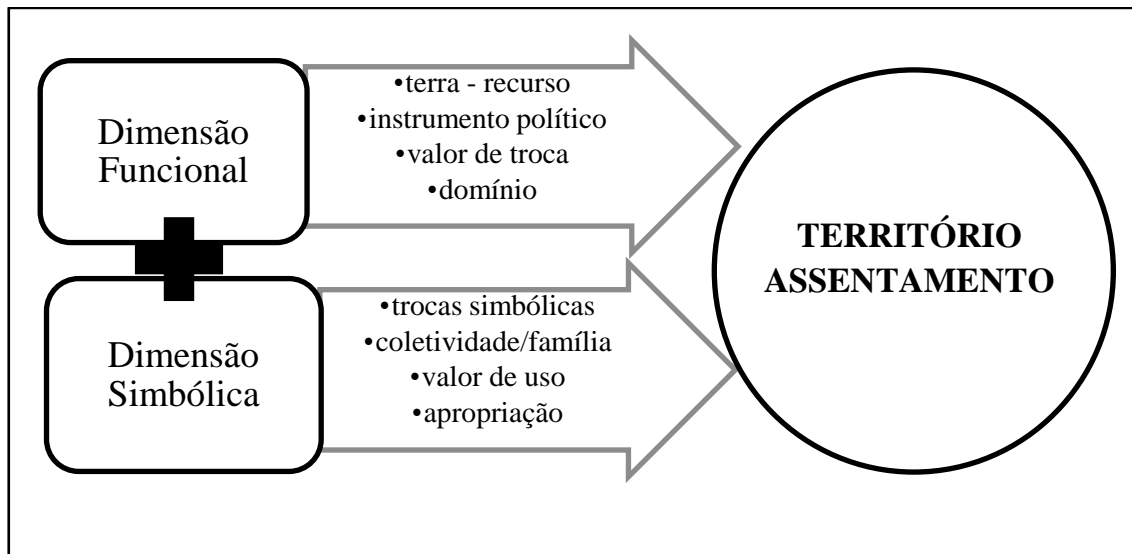 Dimensão
Funcional
•terra - recurso
•instrumento político
•valor de troca
•domínio
Dimensão
Simbólica
•trocas simbólicas
•coletividade/família
•valor de uso
•apropriação
TERRITÓRIO
ASSENTAMENTO